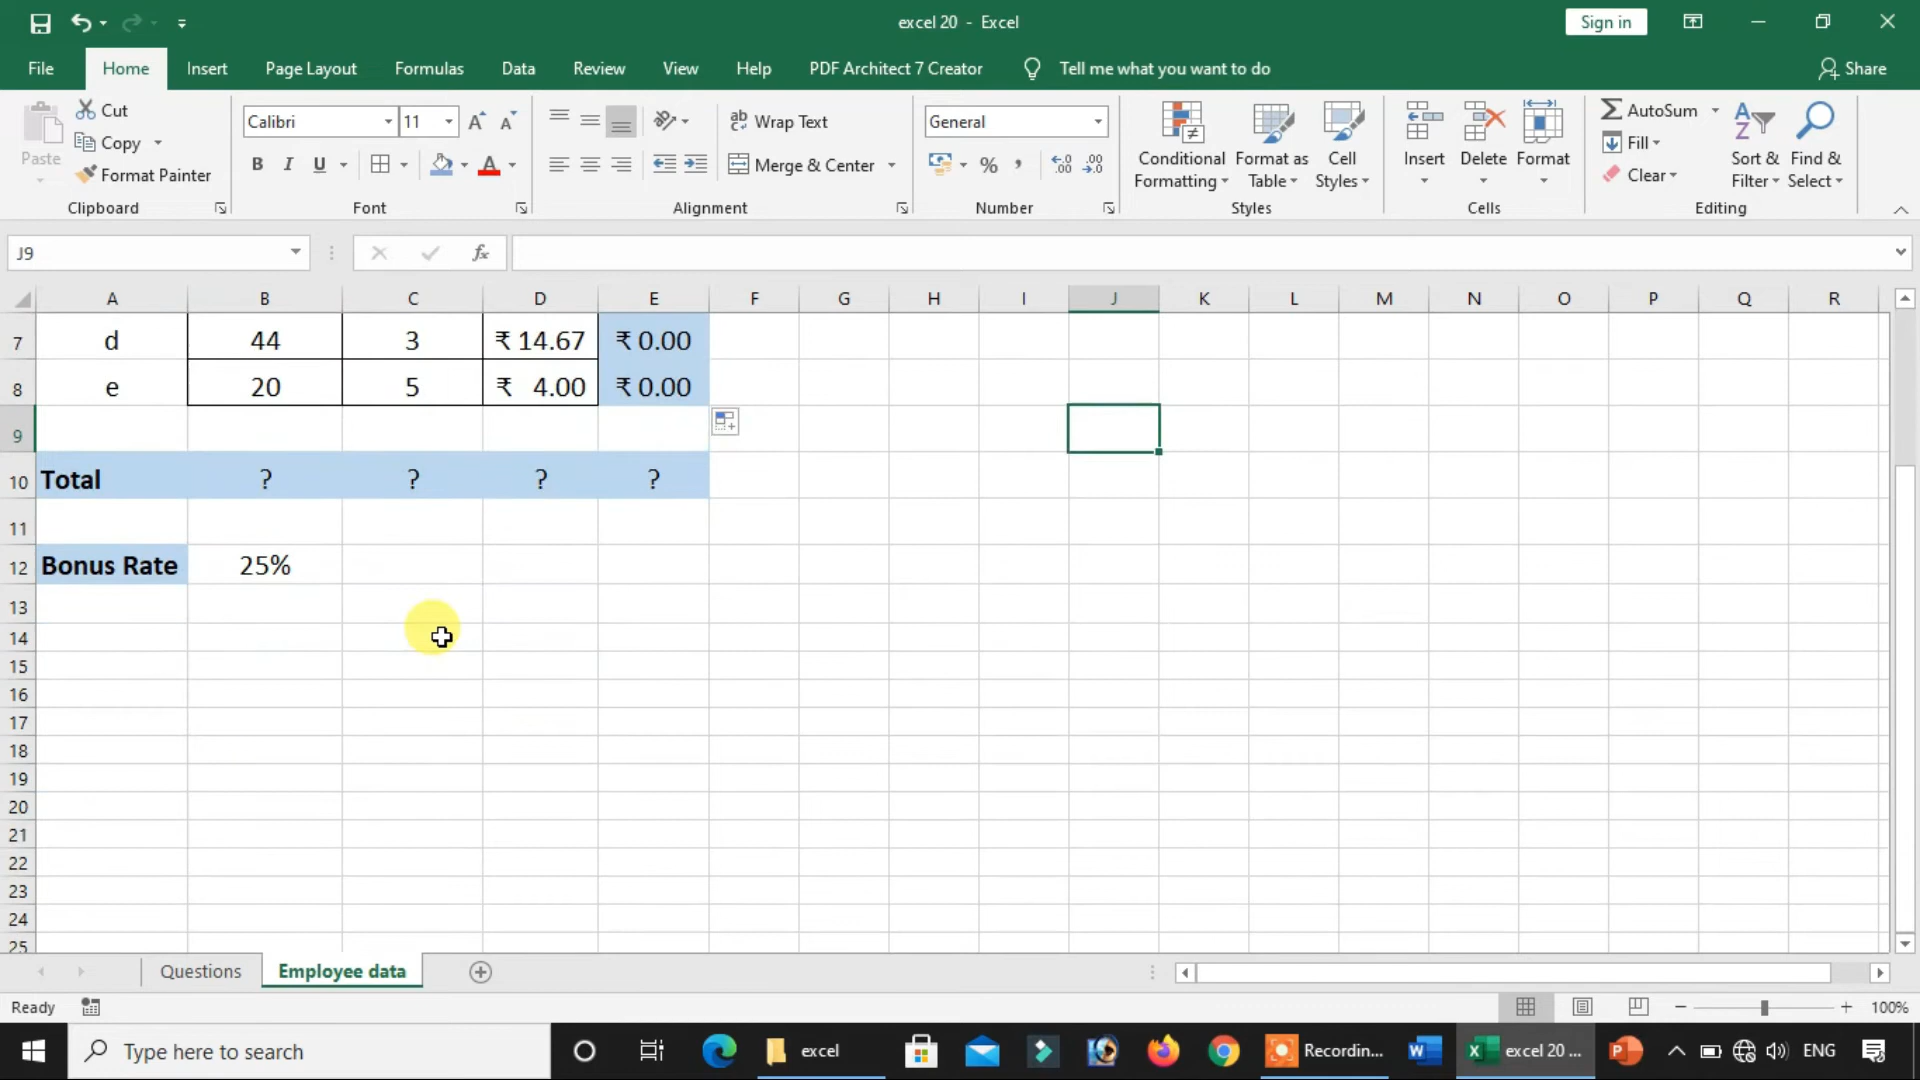 excel 20 - Excel
Sign in
File Home Insert Page Layout Formulas Data Review View Help PDF Architect 7 Creator Tell me what you want to do Share
Paste
Cut
Copy
Format Painter
Clipboard
Calibri 11
B I U
Font
Wrap Text
Merge & Center
Alignment
General
%
Number
Conditional Formatting
Format as Table
Cell Styles
Styles
Insert
Delete
Format
Cells
AutoSum
Fill
Clear
Sort & Filter
Find & Select
Editing
J9
fx
A B C D E F G H I J K L M N O P Q R
7 d 44 3 ₹ 14.67 ₹ 0.00
8 e 20 5 ₹ 4.00 ₹ 0.00
9
10 Total ? ? ? ?
11
12 Bonus Rate 25%
13
14
15
16
17
18
19
20
21
22
23
24
25
Questions Employee data
Ready
100%
Type here to search
excel
Recordin...
excel 20 ...
ENG